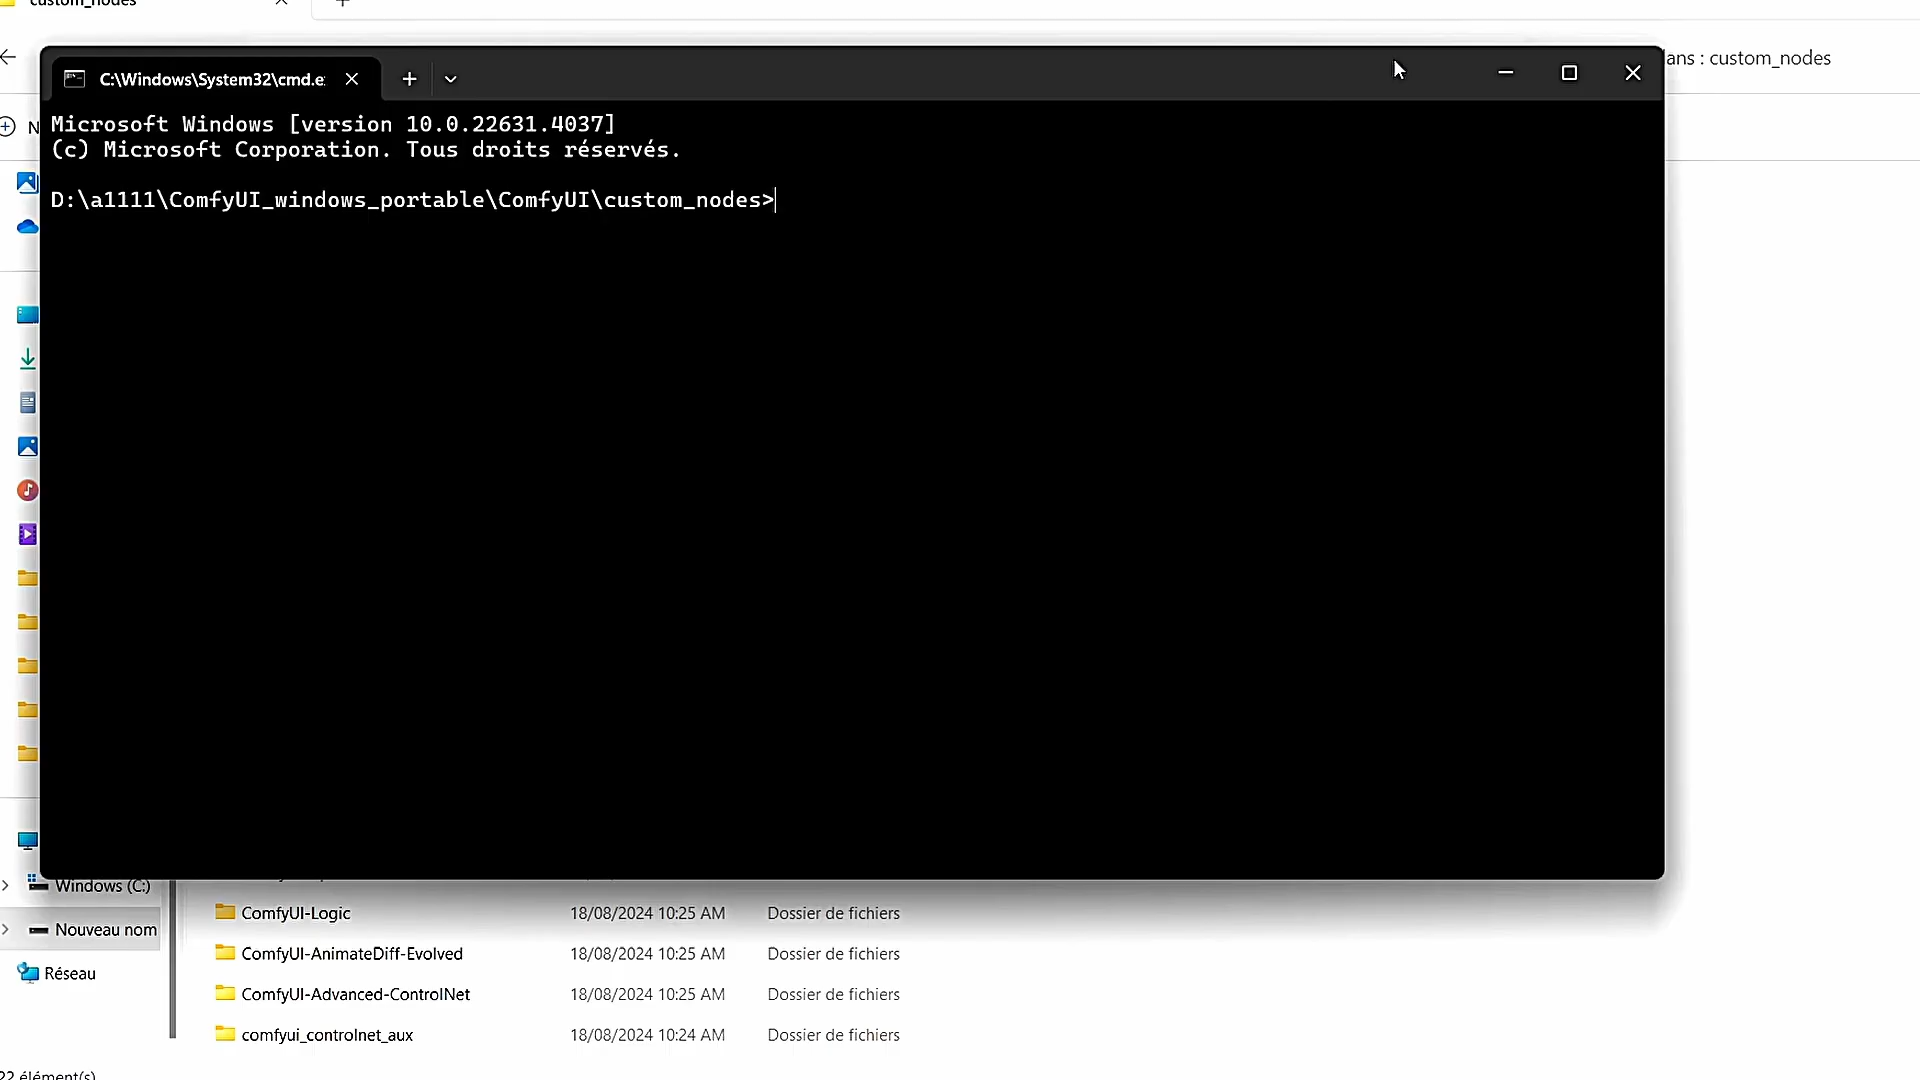 custom_nodes
C:\Windows\System32\cmd.e
ans : custom_nodes
N
Microsoft Windows [version 10.0.22631.4037]
(c) Microsoft Corporation. Tous droits réservés.
D:\a1111\ComfyUI_windows_portable\ComfyUI\custom_nodes>
Windows (C:)
Nouveau nom
Réseau
ComfyUI-Logic 18/08/2024 10:25 AM Dossier de fichiers
ComfyUI-AnimateDiff-Evolved 18/08/2024 10:25 AM Dossier de fichiers
ComfyUI-Advanced-ControlNet 18/08/2024 10:25 AM Dossier de fichiers
comfyui_controlnet_aux 18/08/2024 10:24 AM Dossier de fichiers
22 élément(s)